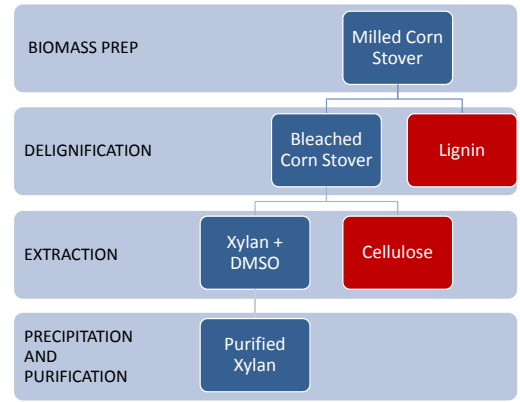 BIOMASS PREP
Milled Corn
Stover
DELIGNIFICATION
Bleached
Corn Stover
Lignin
EXTRACTION
Xylan +
DMSO
Cellulose
PRECIPITATION
AND
PURIFICATION
Purified
Xylan